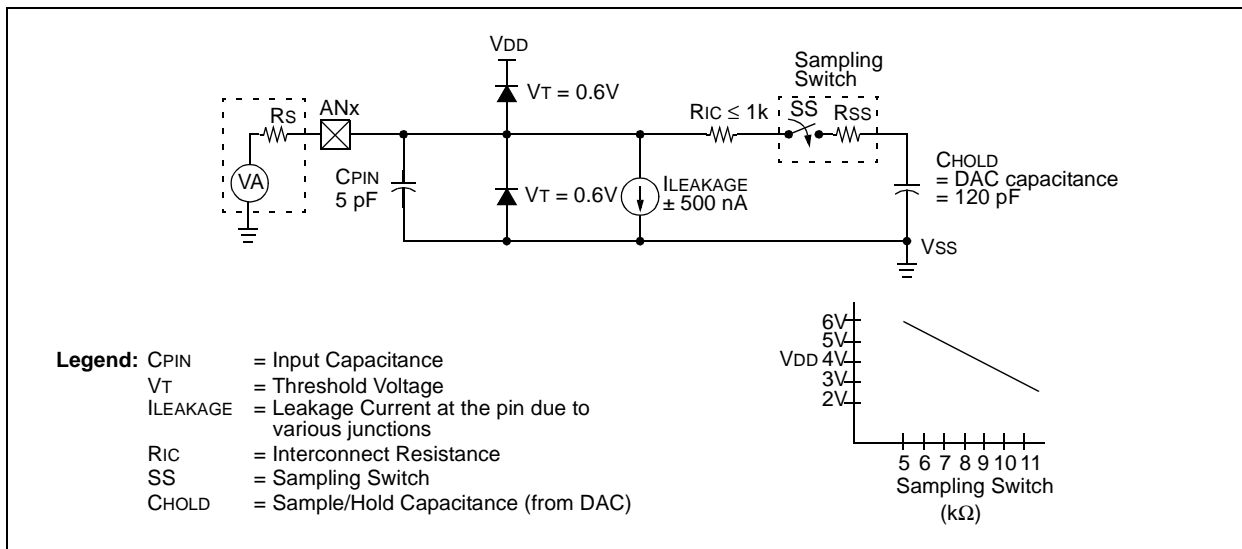 VDD
Sampling
Switch
VT = 0.6V
RS
ANx
RIC ≤ 1k
SS
RSS
VA
CPIN
5 pF
VT = 0.6V
ILEAKAGE
± 500 nA
CHOLD
= DAC capacitance
= 120 pF
VSS
Legend: CPIN = Input Capacitance
VT = Threshold Voltage
ILEAKAGE = Leakage Current at the pin due to
various junctions
RIC = Interconnect Resistance
SS = Sampling Switch
CHOLD = Sample/Hold Capacitance (from DAC)
6V
5V
VDD 4V
3V
2V
5 6 7 8 9 10 11
Sampling Switch
(kΩ)